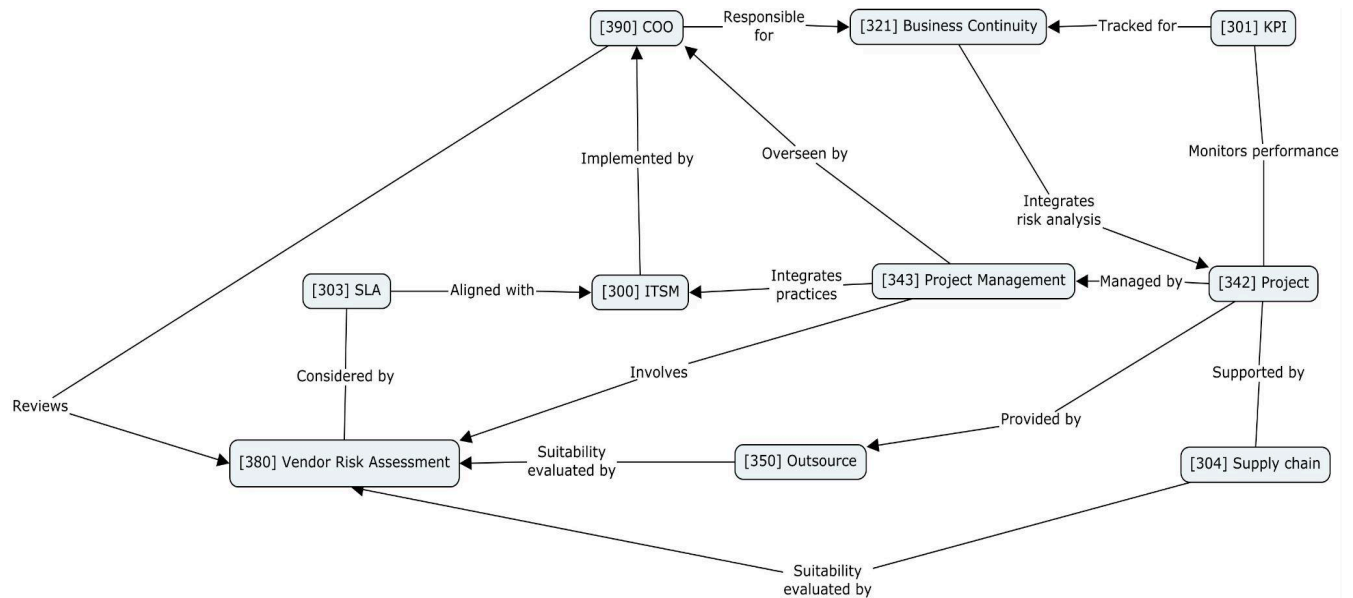 [390] COO
Responsible
for
[321] Business Continuity
Tracked for
[301] KPI
Implemented by
Overseen by
Monitors performance
Integrates
risk analysis
[303] SLA
Aligned with
[300] ITSM
Integrates
practices
[343] Project Management
Managed by
[342] Project
Considered by
Involves
Supported by
Reviews
Provided by
[380] Vendor Risk Assessment
Suitability
evaluated by
[350] Outsource
[304] Supply chain
Suitability
evaluated by